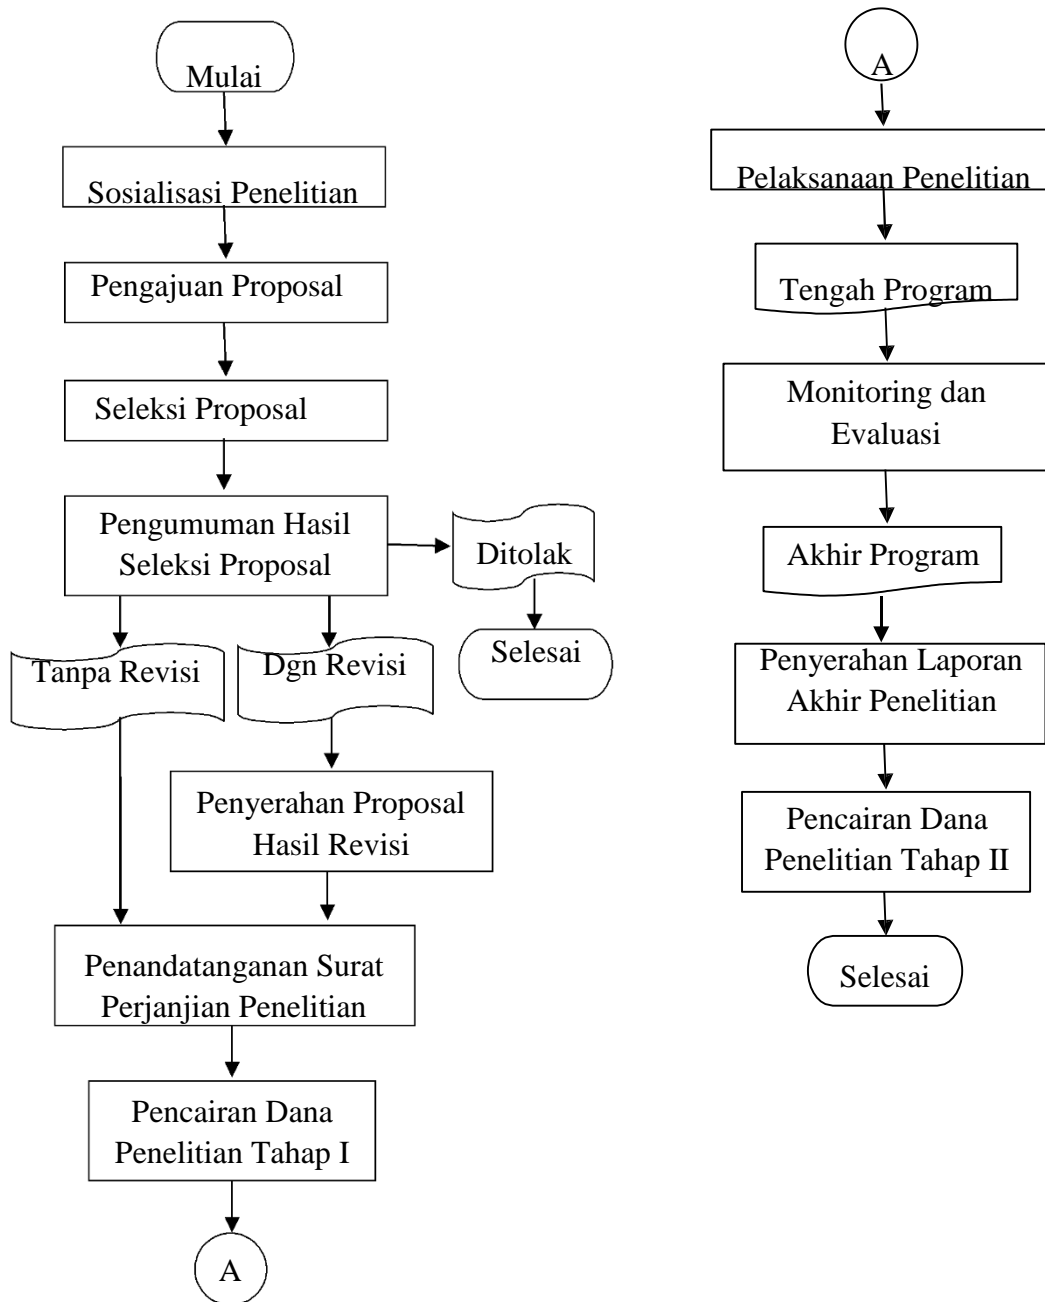 Mulai
Sosialisasi Penelitian
Pengajuan Proposal
Seleksi Proposal
Pengumuman Hasil
Seleksi Proposal
Ditolak
Selesai
Tanpa Revisi
Dgn Revisi
Penyerahan Proposal
Hasil Revisi
Penandatanganan Surat
Perjanjian Penelitian
Pencairan Dana
Penelitian Tahap I
A
A
Pelaksanaan Penelitian
Tengah Program
Monitoring dan
Evaluasi
Akhir Program
Penyerahan Laporan
Akhir Penelitian
Pencairan Dana
Penelitian Tahap II
Selesai